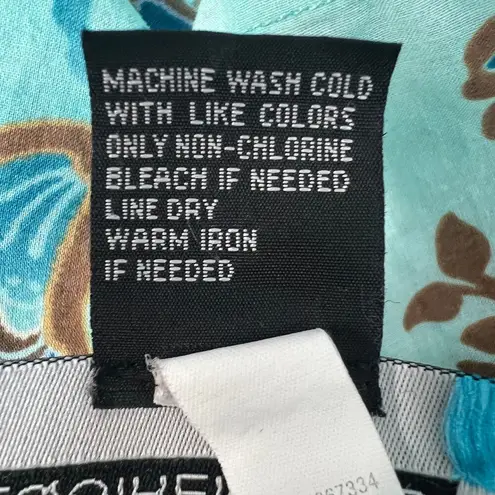 MACHINE WASH COLD
WITH LIKE COLORS
ONLY NON-CHLORINE
BLEACH IF NEEDED
LINE DRY
WARM IRON
IF NEEDED